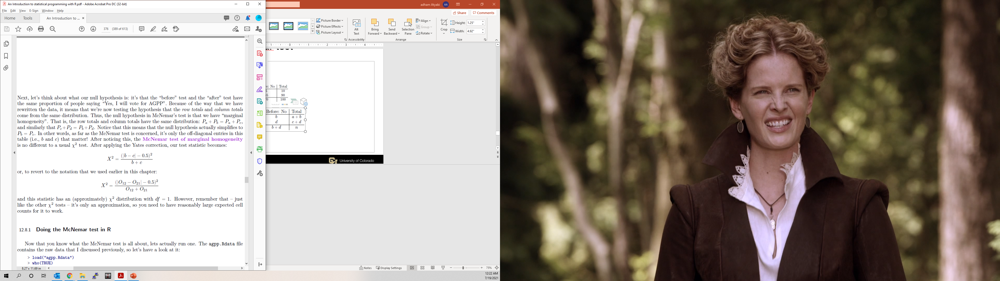 An Introduction to statistical programming with R.pdf - Adobe Acrobat Pro DC (32-bit)
File Edit View E-Sign Window Help
Home Tools An Introduction to ... ×
376 (389 of 613)
Next, let's think about what our null hypothesis is: it's that the “before” test and the “after” test have
the same proportion of people saying “Yes, I will vote for AGPP”. Because of the way that we have
rewritten the data, it means that we're now testing the hypothesis that the row totals and column totals
come from the same distribution. Thus, the null hypothesis in McNemar's test is that we have “marginal
homogeneity”. That is, the row totals and column totals have the same distribution: Pa + Pb = Pa + Pc,
and similarly that Pc + Pd = Pb + Pd. Notice that this means that the null hypothesis actually simplifies to
Pb = Pc. In other words, as far as the McNemar test is concerned, it's only the off-diagonal entries in this
table (i.e., b and c) that matter! After noticing this, the McNemar test of marginal homogeneity
is no different to a usual χ² test. After applying the Yates correction, our test statistic becomes:
X² = (|b − c| − 0.5)²
b + c
or, to revert to the notation that we used earlier in this chapter:
X² = (|O12 − O21| − 0.5)²
O12 + O21
and this statistic has an (approximately) χ² distribution with df = 1. However, remember that – just
like the other χ² tests – it's only an approximation, so you need to have reasonably large expected cell
counts for it to work.
12.8.1 Doing the McNemar test in R
Now that you know what the McNemar test is all about, lets actually run one. The agpp.Rdata file
contains the raw data that I discussed previously, so let's have a look at it:
> load("agpp.Rdata")
> who(TRUE)
8.27 x 11.69 in
adham Atyabi AA
Share Comments
Picture Border
Picture Effects
Picture Layout
Alt Text
Accessibility
Bring Forward
Send Backward
Selection Pane
Align
Group
Rotate
Arrange
Crop
Height: 1.25"
Width: 4.92"
Size
1 0 1 2 3 4
test
No Total
5 10
65 90
70 100
Before: No Total
b a + b
d c + d
b + d n
University of Colorado
Notes Display Settings 75%
12:22 AM
7/19/2021